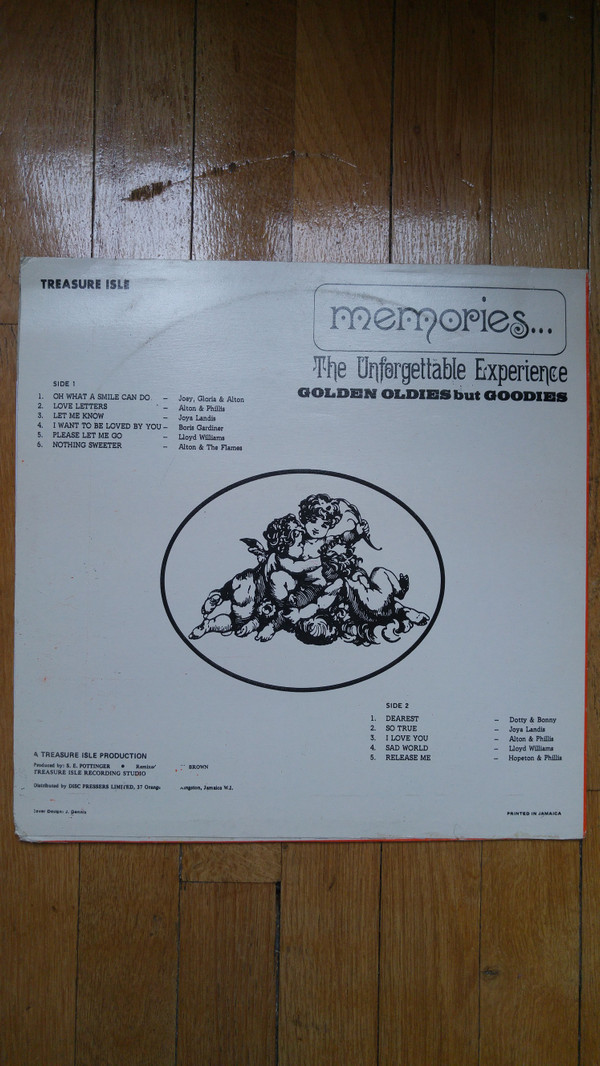 TREASURE ISLE
memories...
The Unforgettable Experience
GOLDEN OLDIES but GOODIES
SIDE 1
1. OH WHAT A SMILE CAN DO – Joey, Gloria & Alton
2. LOVE LETTERS – Alton & Phillis
3. LET ME KNOW – Joya Landis
4. I WANT TO BE LOVED BY YOU – Boris Gardiner
5. PLEASE LET ME GO – Lloyd Williams
6. NOTHING SWEETER – Alton & The Flames
SIDE 2
1. DEAREST – Dotty & Bonny
2. SO TRUE – Joya Landis
3. I LOVE YOU – Alton & Phillis
4. SAD WORLD – Lloyd Williams
5. RELEASE ME – Hopeton & Phillis
A TREASURE ISLE PRODUCTION
Produced by: E. E. POTTINGER • BROWN
TREASURE ISLE RECORDING STUDIO
Distributed by DISC PRESSERS LIMITED, 37 W.I.
Design: J.
PRINTED IN JAMAICA